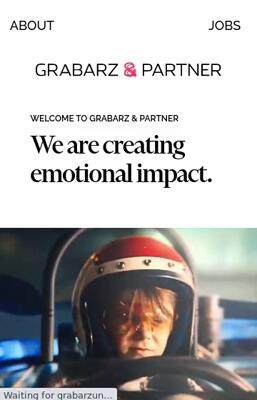 ABOUT
JOBS
GRABARZ & PARTNER
WELCOME TO GRABARZ & PARTNER
We are creating
emotional impact.
Waiting for grabarzun...